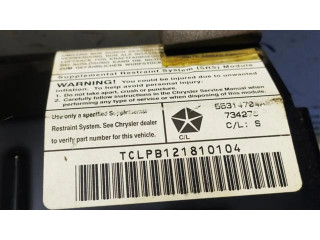 Supplemental Restraint System (SRS) Module
WARNING! You could be injured due to unwanted
inflation. To help avoid personal injury:
1. Do not take apart, crush or puncture.
2. Carefully follow instructions in the Chrysler Service Manual when
performing any type of service or when disposing of this module.
Use only a specified Supplementary
Restraint System. See Chrysler dealer
to verify part number for this vehicle.
C/L
C/L: S
TCLPB121810104